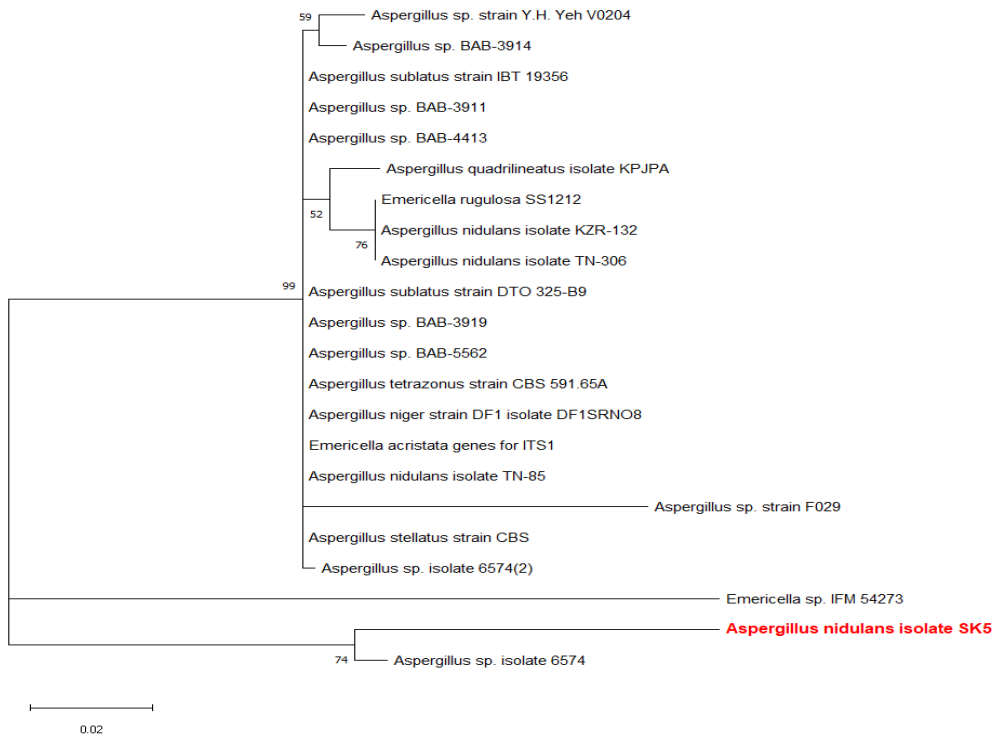 59
Aspergillus sp. strain Y.H. Yeh V0204
Aspergillus sp. BAB-3914
Aspergillus sublatus strain IBT 19356
Aspergillus sp. BAB-3911
Aspergillus sp. BAB-4413
Aspergillus quadrilineatus isolate KPJPA
Emericella rugulosa SS1212
52
Aspergillus nidulans isolate KZR-132
76
Aspergillus nidulans isolate TN-306
99
Aspergillus sublatus strain DTO 325-B9
Aspergillus sp. BAB-3919
Aspergillus sp. BAB-5562
Aspergillus tetrazonus strain CBS 591.65A
Aspergillus niger strain DF1 isolate DF1SRNO8
Emericella acristata genes for ITS1
Aspergillus nidulans isolate TN-85
Aspergillus sp. strain F029
Aspergillus stellatus strain CBS
Aspergillus sp. isolate 6574(2)
Emericella sp. IFM 54273
Aspergillus nidulans isolate SK5
74
Aspergillus sp. isolate 6574
0.02